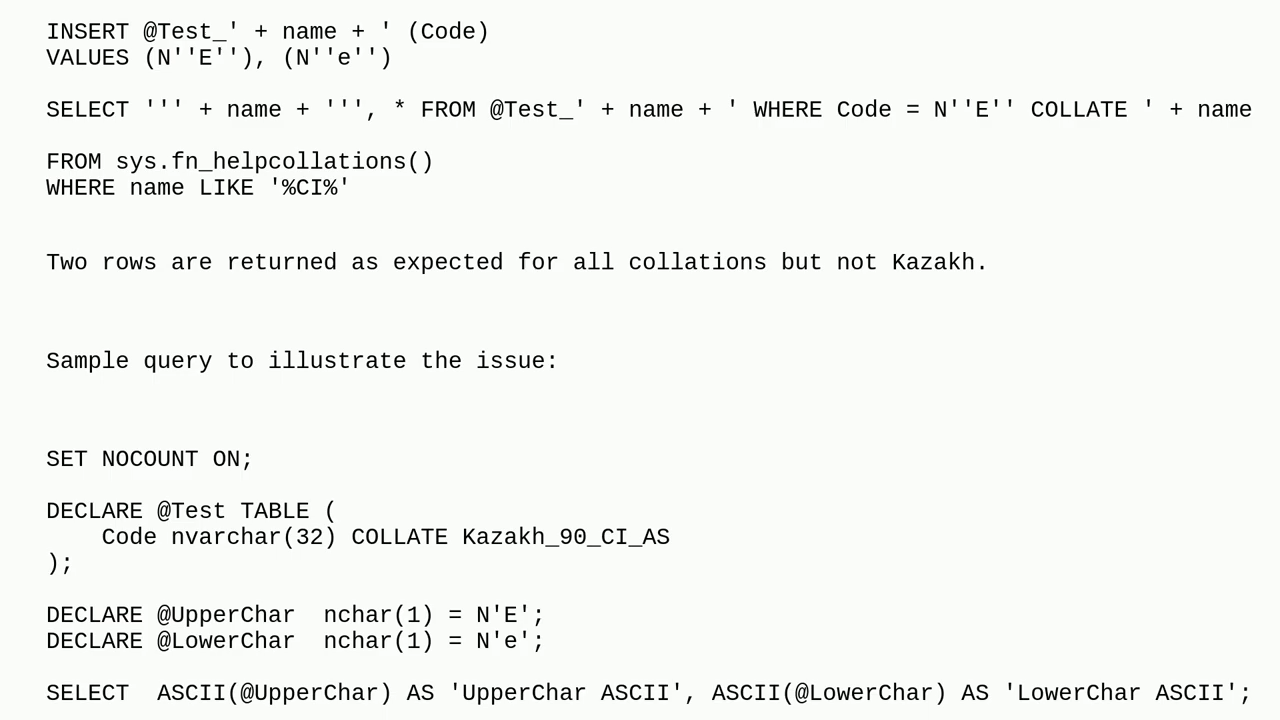 INSERT @Test_' + name + ' (Code)
VALUES (N''E''), (N''e'')
SELECT ''' + name + ''', * FROM @Test_' + name + ' WHERE Code = N''E'' COLLATE ' + name
FROM sys.fn_helpcollations()
WHERE name LIKE '%CI%'
Two rows are returned as expected for all collations but not Kazakh.
Sample query to illustrate the issue:
SET NOCOUNT ON;
DECLARE @Test TABLE (
    Code nvarchar(32) COLLATE Kazakh_90_CI_AS
);
DECLARE @UpperChar  nchar(1) = N'E';
DECLARE @LowerChar  nchar(1) = N'e';
SELECT  ASCII(@UpperChar) AS 'UpperChar ASCII', ASCII(@LowerChar) AS 'LowerChar ASCII';